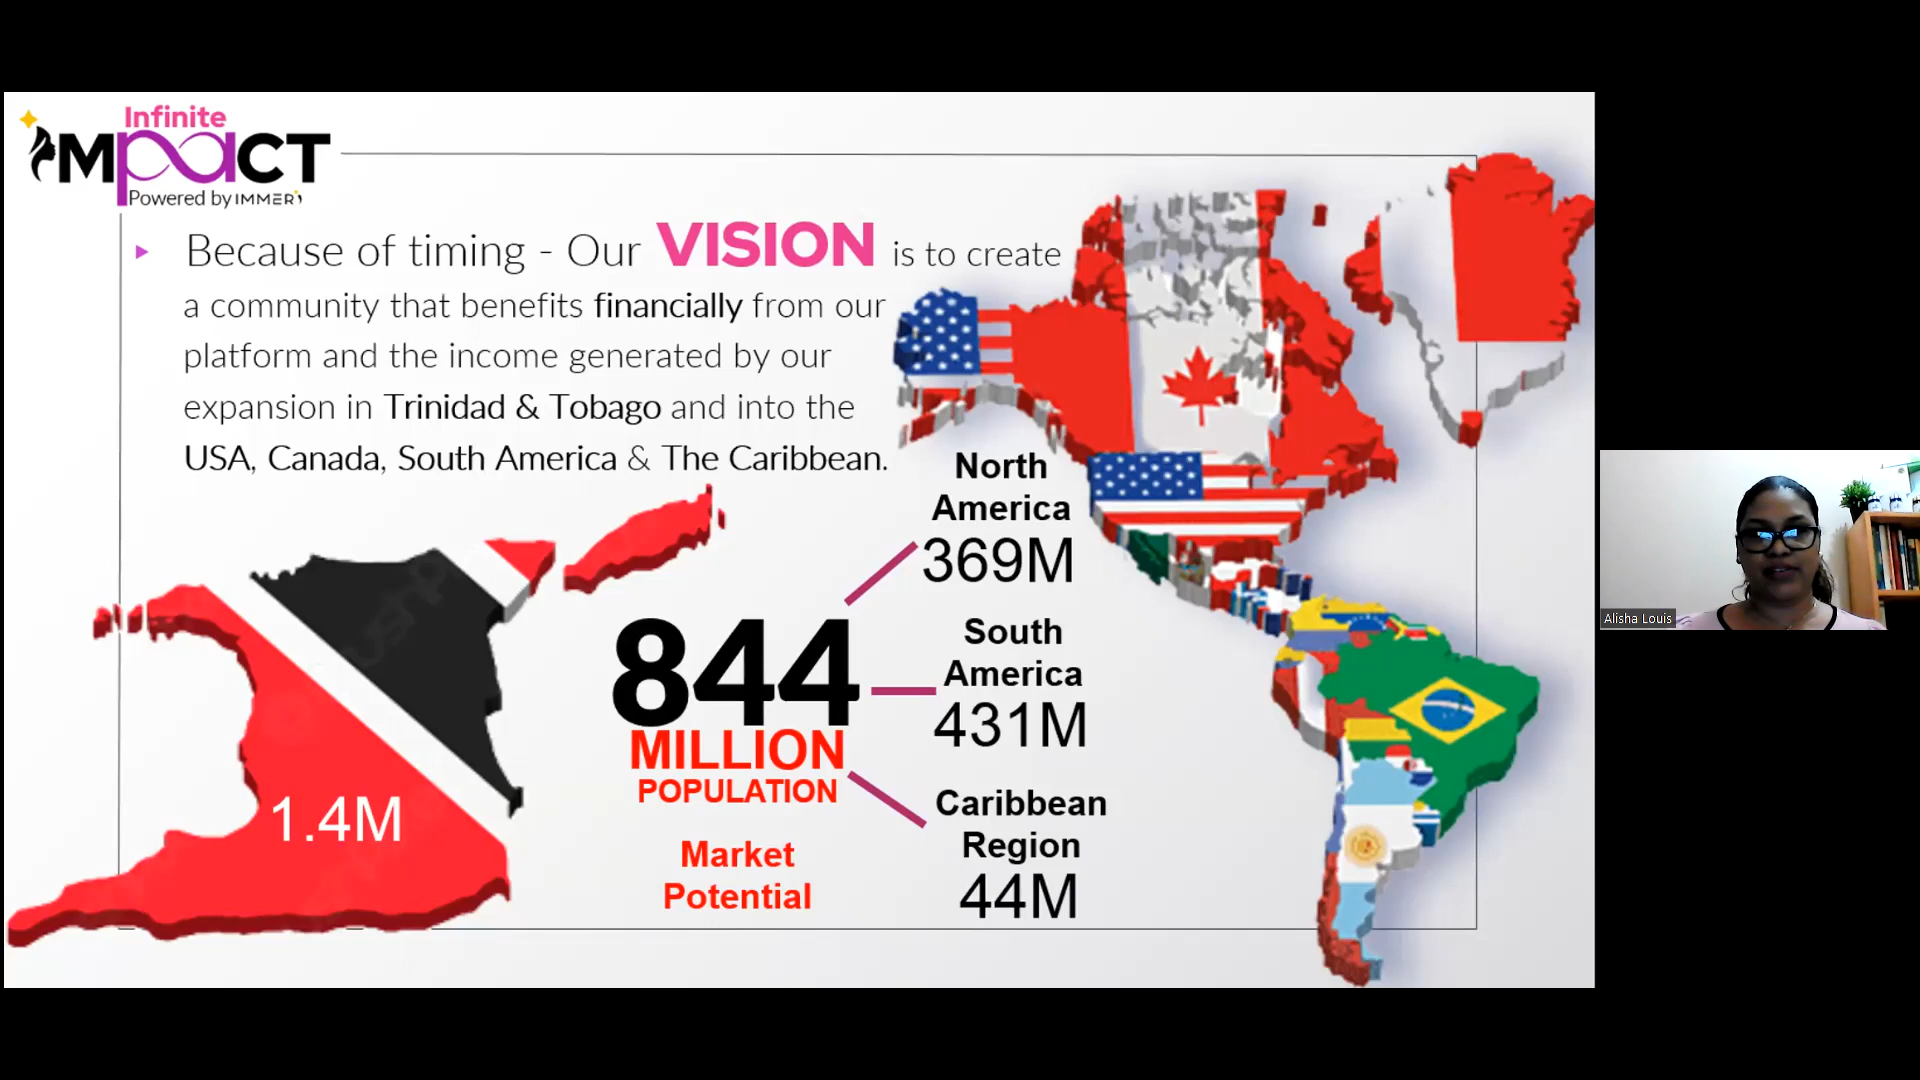 Infinite
iMPACT
Powered by IMMERi
Because of timing - Our VISION is to create
a community that benefits financially from our
platform and the income generated by our
expansion in Trinidad & Tobago and into the
USA, Canada, South America & The Caribbean.
North
America
369M
844
MILLION
POPULATION
South
America
431M
Market
Potential
Caribbean
Region
44M
1.4M
Alisha Louis